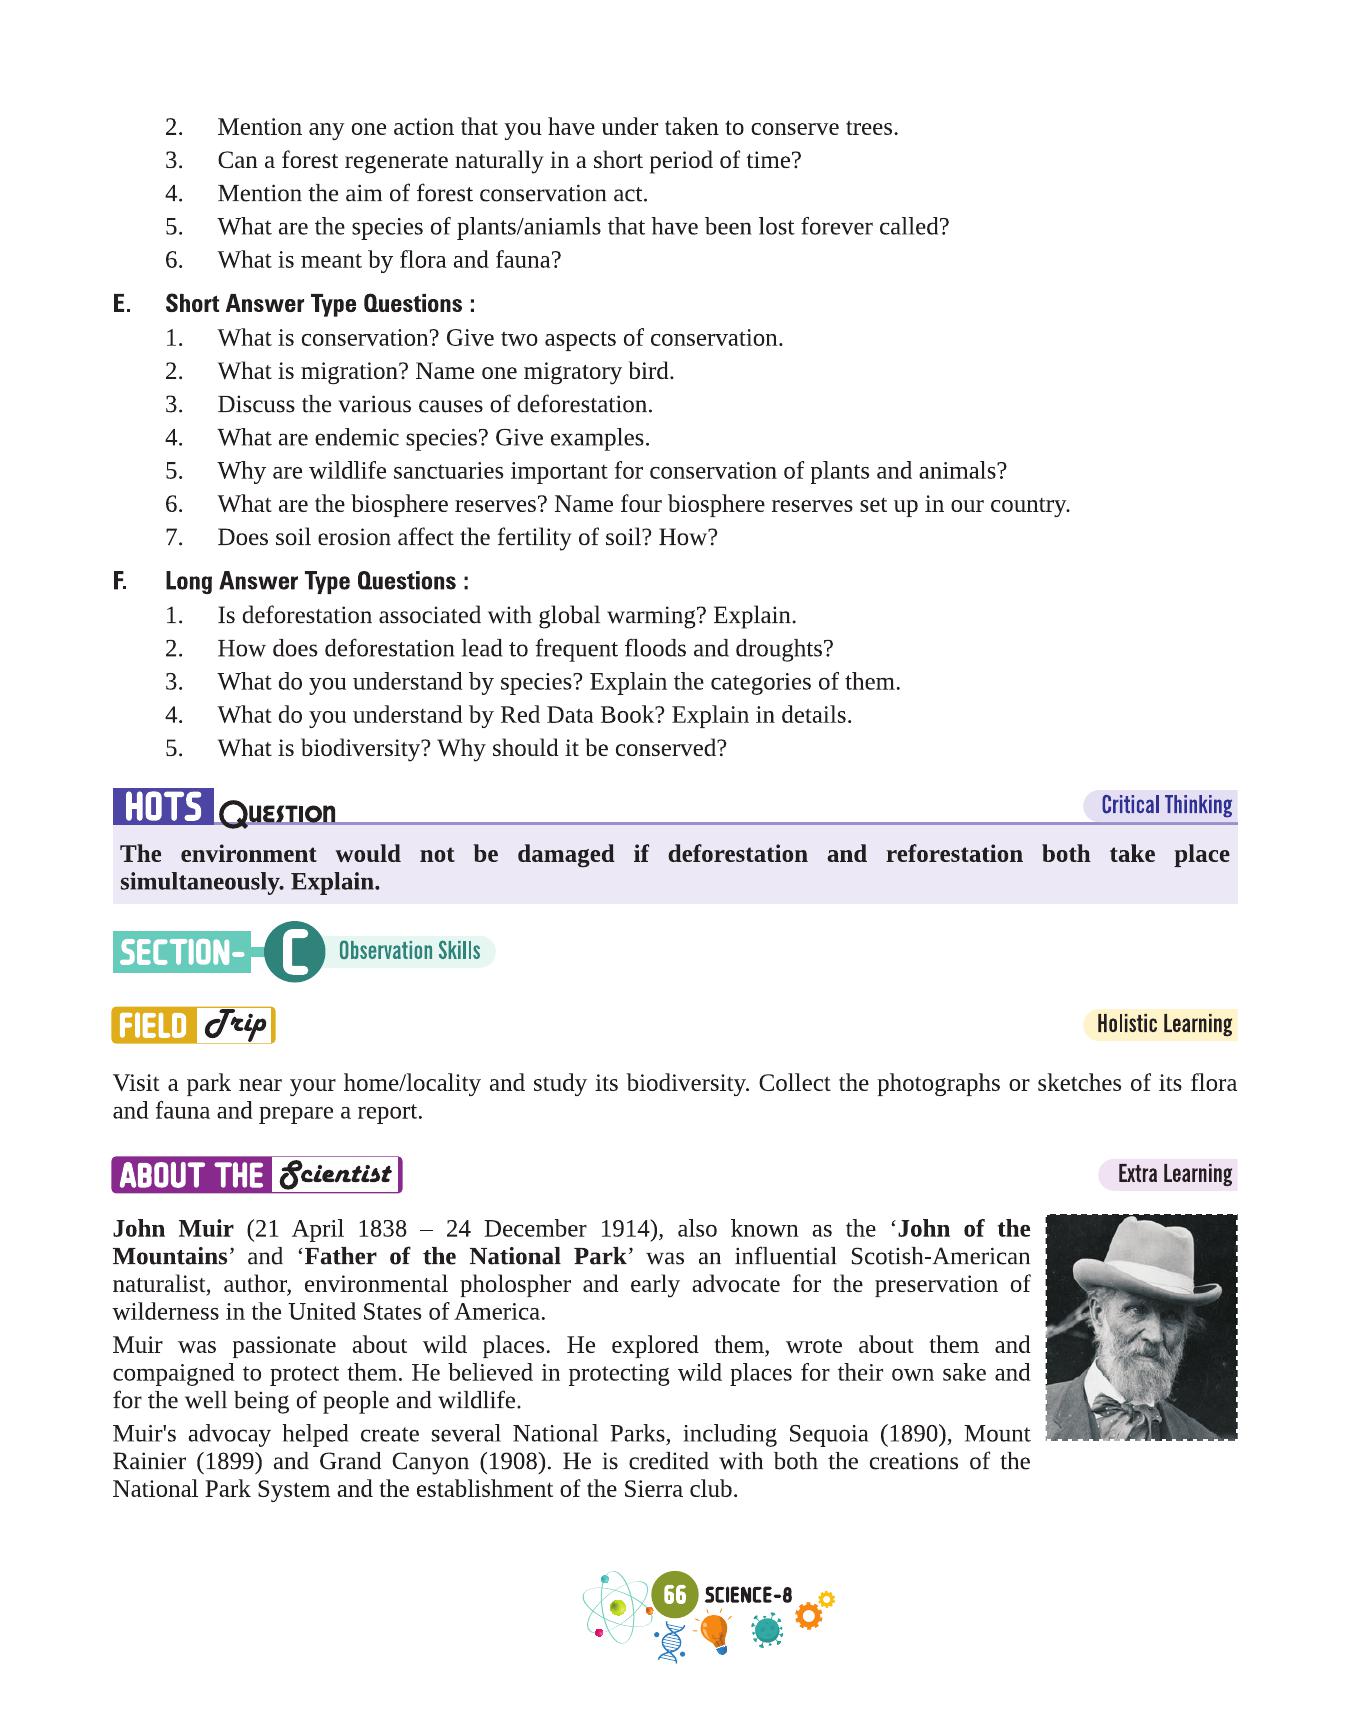 2. Mention any one action that you have under taken to conserve trees.
3. Can a forest regenerate naturally in a short period of time?
4. Mention the aim of forest conservation act.
5. What are the species of plants/aniamls that have been lost forever called?
6. What is meant by flora and fauna?
E. Short Answer Type Questions :
1. What is conservation? Give two aspects of conservation.
2. What is migration? Name one migratory bird.
3. Discuss the various causes of deforestation.
4. What are endemic species? Give examples.
5. Why are wildlife sanctuaries important for conservation of plants and animals?
6. What are the biosphere reserves? Name four biosphere reserves set up in our country.
7. Does soil erosion affect the fertility of soil? How?
F. Long Answer Type Questions :
1. Is deforestation associated with global warming? Explain.
2. How does deforestation lead to frequent floods and droughts?
3. What do you understand by species? Explain the categories of them.
4. What do you understand by Red Data Book? Explain in details.
5. What is biodiversity? Why should it be conserved?
HOTS Question Critical Thinking
The environment would not be damaged if deforestation and reforestation both take place
simultaneously. Explain.
SECTION- C Observation Skills
FIELD Trip Holistic Learning
Visit a park near your home/locality and study its biodiversity. Collect the photographs or sketches of its flora
and fauna and prepare a report.
ABOUT THE Scientist Extra Learning
John Muir (21 April 1838 – 24 December 1914), also known as the ‘John of the
Mountains’ and ‘Father of the National Park’ was an influential Scotish-American
naturalist, author, environmental pholospher and early advocate for the preservation of
wilderness in the United States of America.
Muir was passionate about wild places. He explored them, wrote about them and
compaigned to protect them. He believed in protecting wild places for their own sake and
for the well being of people and wildlife.
Muir's advocay helped create several National Parks, including Sequoia (1890), Mount
Rainier (1899) and Grand Canyon (1908). He is credited with both the creations of the
National Park System and the establishment of the Sierra club.
66 SCIENCE-8